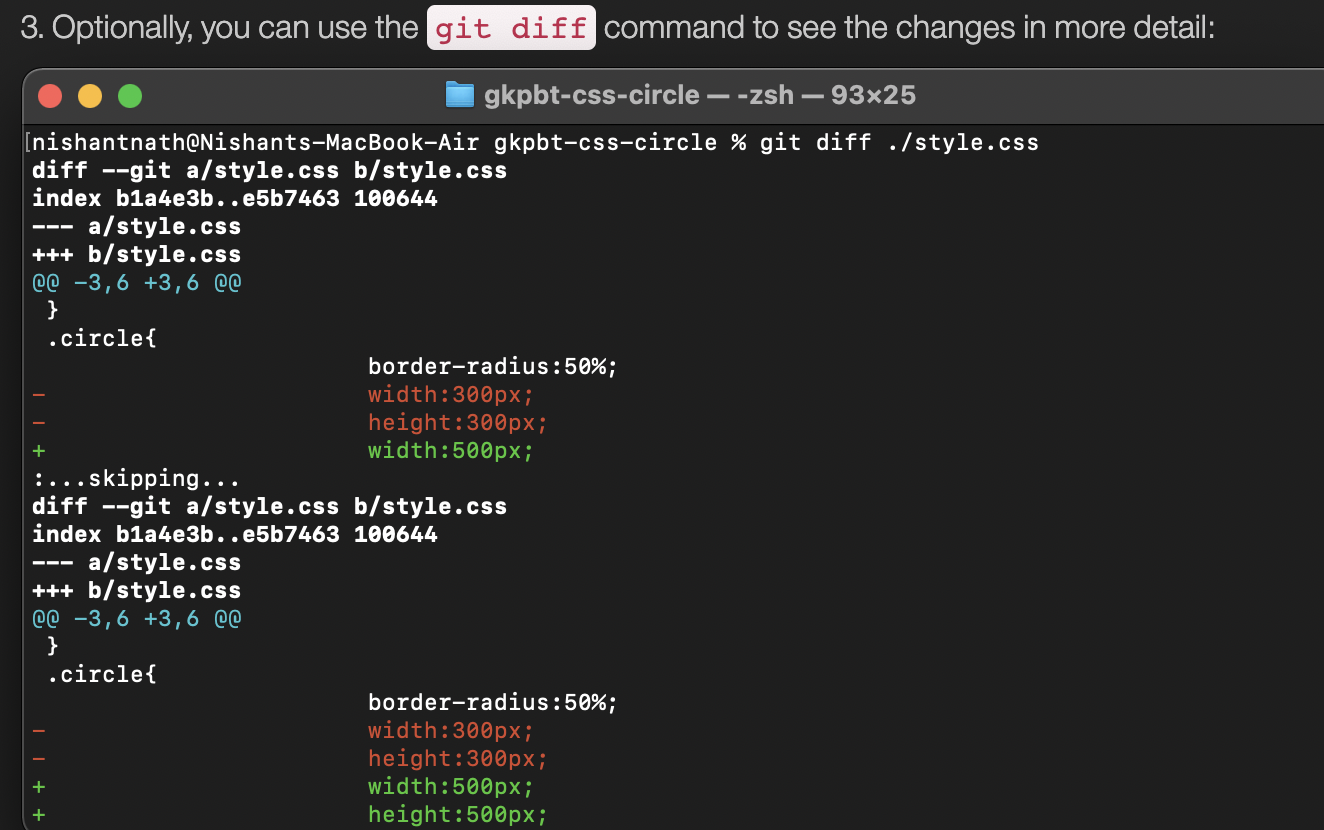 3. Optionally, you can use the git diff command to see the changes in more detail:
gkpbt-css-circle — -zsh — 93×25
[nishantnath@Nishants-MacBook-Air gkpbt-css-circle % git diff ./style.css
diff --git a/style.css b/style.css
index b1a4e3b..e5b7463 100644
--- a/style.css
+++ b/style.css
@@ -3,6 +3,6 @@
 }
 .circle{
                        border-radius:50%;
-                       width:300px;
-                       height:300px;
+                       width:500px;
:...skipping...
diff --git a/style.css b/style.css
index b1a4e3b..e5b7463 100644
--- a/style.css
+++ b/style.css
@@ -3,6 +3,6 @@
 }
 .circle{
                        border-radius:50%;
-                       width:300px;
-                       height:300px;
+                       width:500px;
+                       height:500px;